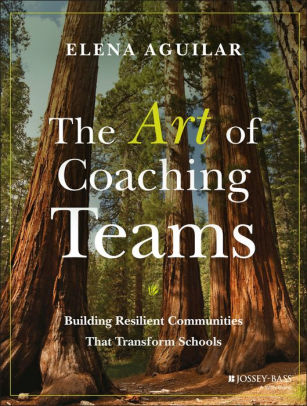 ELENA AGUILAR
The Art of
Coaching
Teams
Building Resilient Communities
That Transform Schools
JOSSEY-BASS